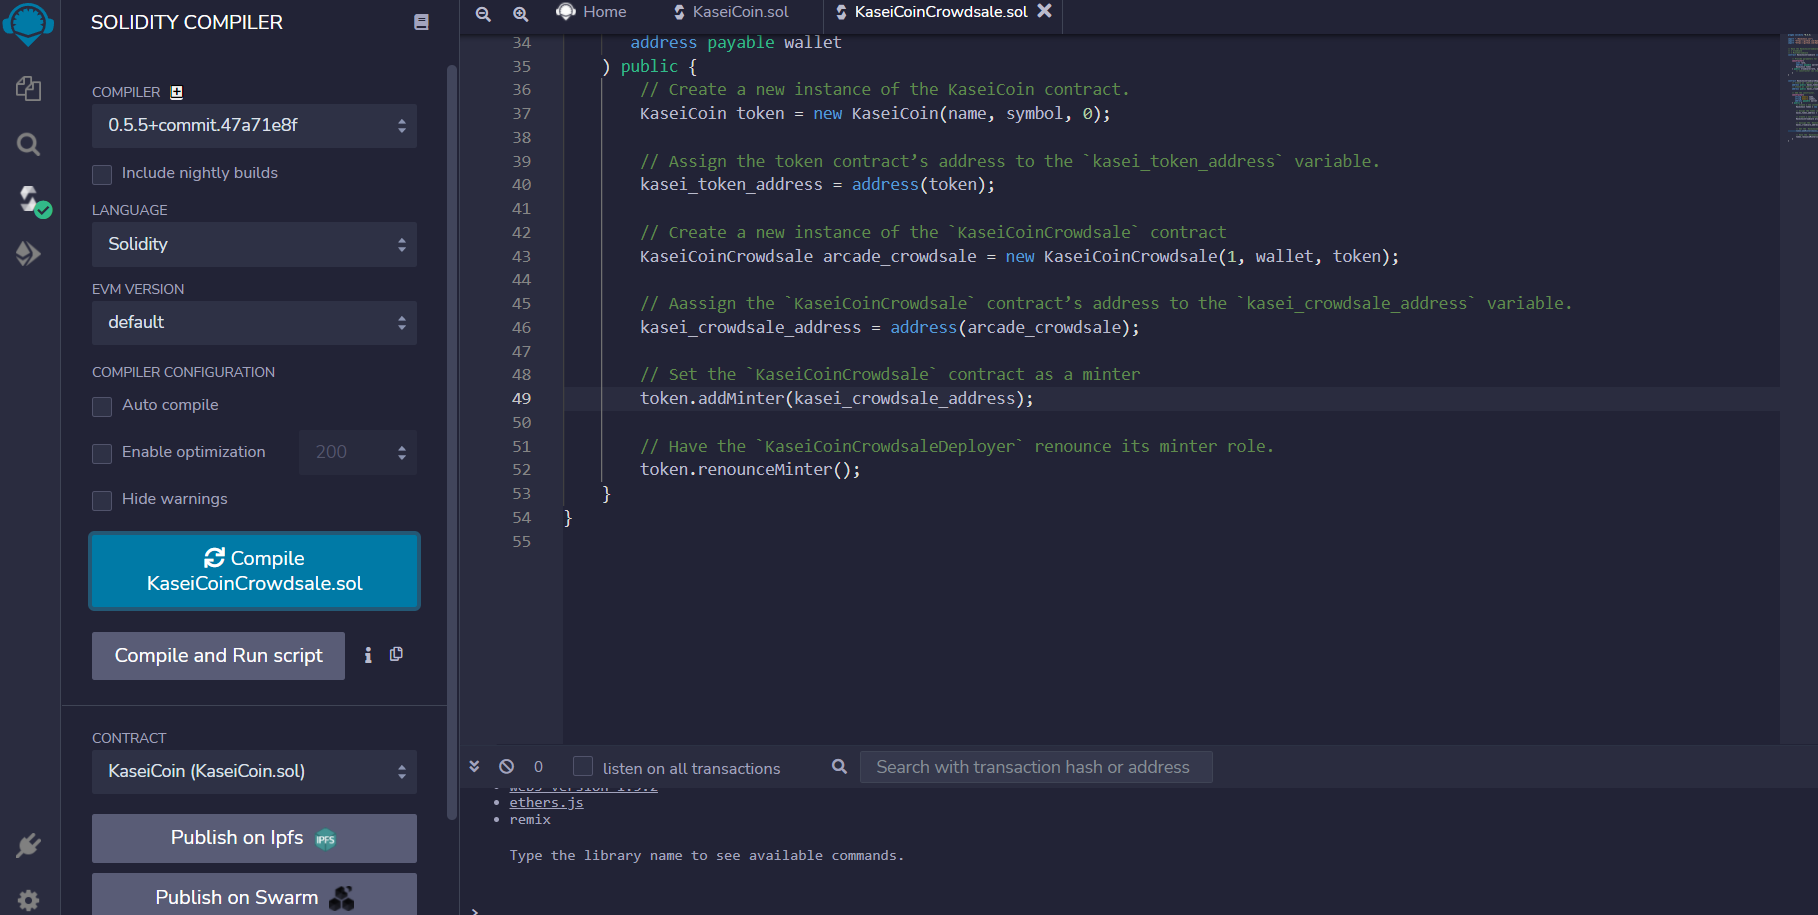 SOLIDITY COMPILER
COMPILER
0.5.5+commit.47a71e8f
Include nightly builds
LANGUAGE
Solidity
EVM VERSION
default
COMPILER CONFIGURATION
Auto compile
Enable optimization
200
Hide warnings
Compile
KaseiCoinCrowdsale.sol
Compile and Run script
CONTRACT
KaseiCoin (KaseiCoin.sol)
Publish on Ipfs
IPFS
Publish on Swarm
Home
KaseiCoin.sol
KaseiCoinCrowdsale.sol
34 address payable wallet
35 ) public {
36 // Create a new instance of the KaseiCoin contract.
37 KaseiCoin token = new KaseiCoin(name, symbol, 0);
38
39 // Assign the token contract’s address to the `kasei_token_address` variable.
40 kasei_token_address = address(token);
41
42 // Create a new instance of the `KaseiCoinCrowdsale` contract
43 KaseiCoinCrowdsale arcade_crowdsale = new KaseiCoinCrowdsale(1, wallet, token);
44
45 // Aassign the `KaseiCoinCrowdsale` contract’s address to the `kasei_crowdsale_address` variable.
46 kasei_crowdsale_address = address(arcade_crowdsale);
47
48 // Set the `KaseiCoinCrowdsale` contract as a minter
49 token.addMinter(kasei_crowdsale_address);
50
51 // Have the `KaseiCoinCrowdsaleDeployer` renounce its minter role.
52 token.renounceMinter();
53 }
54 }
55
0
listen on all transactions
Search with transaction hash or address
• ethers.js
• remix
Type the library name to see available commands.
>